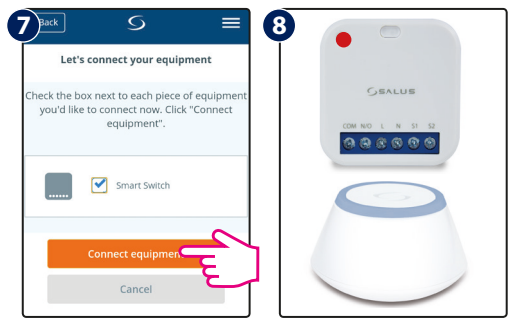 7
Back
Let's connect your equipment
Check the box next to each piece of equipment
you'd like to connect now. Click "Connect
equipment".
Smart Switch
Connect equipmen
Cancel
8
SALUS
COM N/O L N S1 S2